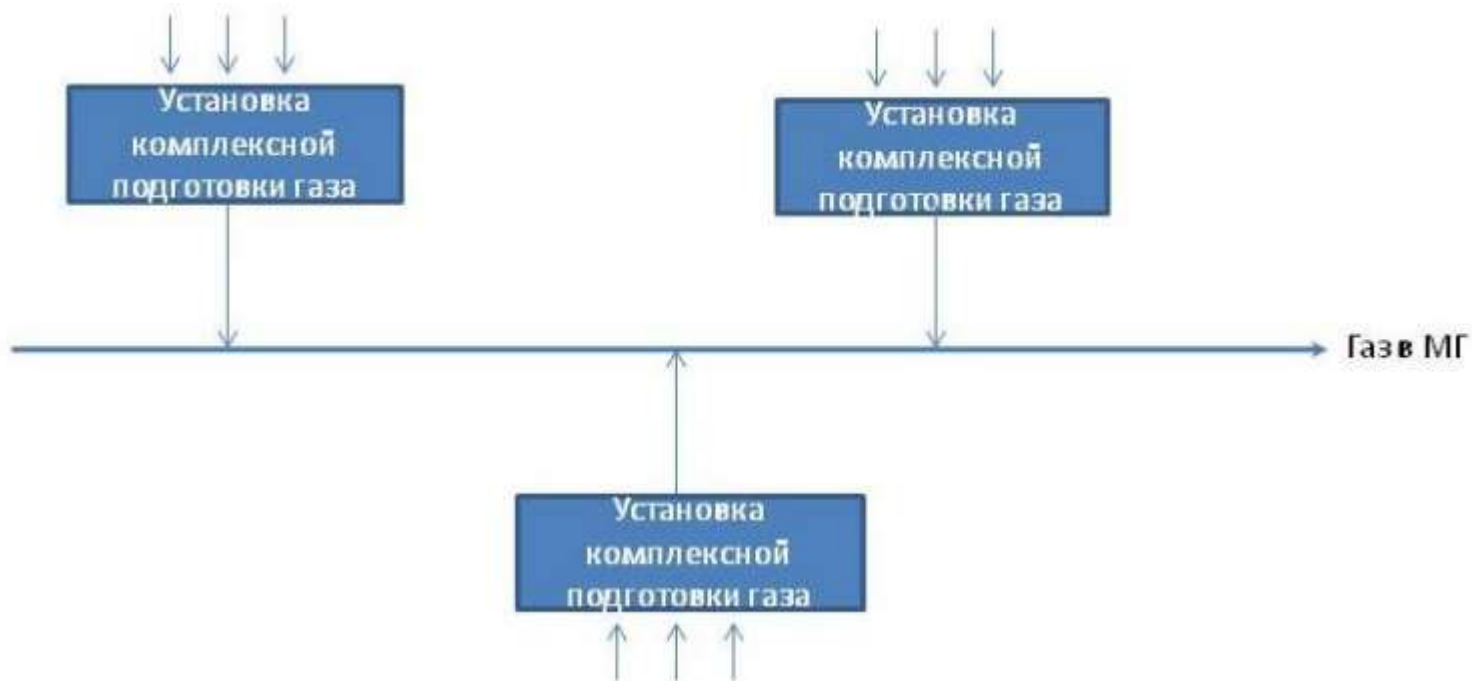 Установка
комплексной
подготовки газа
Установка
комплексной
подготовки газа
Газ в МГ
Установка
комплексной
подготовки газа